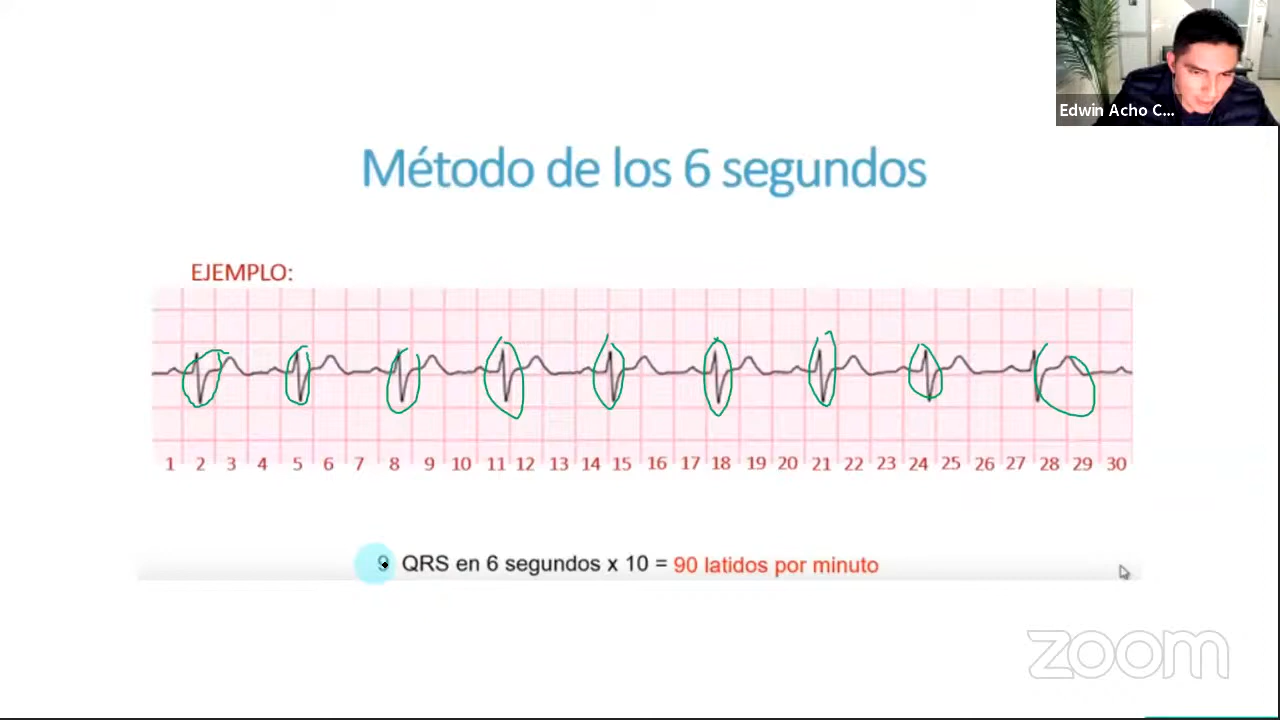 Edwin Acho C...
Método de los 6 segundos
EJEMPLO:
1 2 3 4 5 6 7 8 9 10 11 12 13 14 15 16 17 18 19 20 21 22 23 24 25 26 27 28 29 30
9 QRS en 6 segundos x 10 = 90 latidos por minuto
zoom